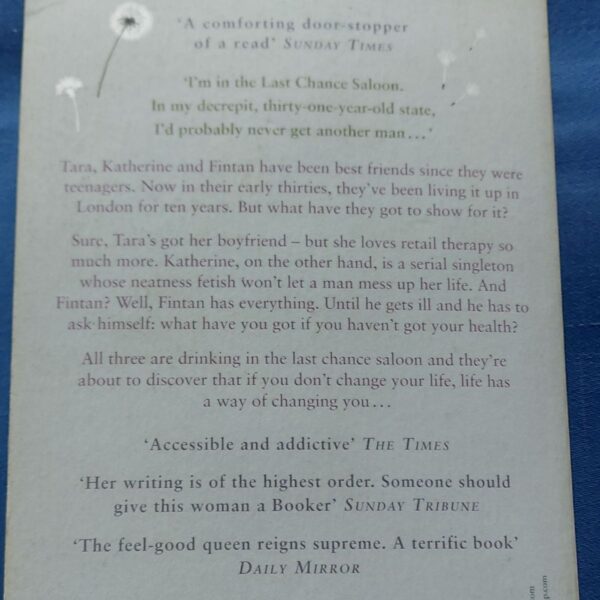 ‘A comforting door-stopper
of a read’ SUNDAY TIMES
‘I'm in the Last Chance Saloon.
In my decrepit, thirty-one-year-old state,
I'd probably never get another man...’
Tara, Katherine and Fintan have been best friends since they were
teenagers. Now in their early thirties, they've been living it up in
London for ten years. But what have they got to show for it?
Sure, Tara's got her boyfriend – but she loves retail therapy so
much more. Katherine, on the other hand, is a serial singleton
whose neatness fetish won't let a man mess up her life. And
Fintan? Well, Fintan has everything. Until he gets ill and he has to
ask himself: what have you got if you haven't got your health?
All three are drinking in the last chance saloon and they're
about to discover that if you don't change your life, life has
a way of changing you...
‘Accessible and addictive’ THE TIMES
‘Her writing is of the highest order. Someone should
give this woman a Booker’ SUNDAY TRIBUNE
‘The feel-good queen reigns supreme. A terrific book’
DAILY MIRROR